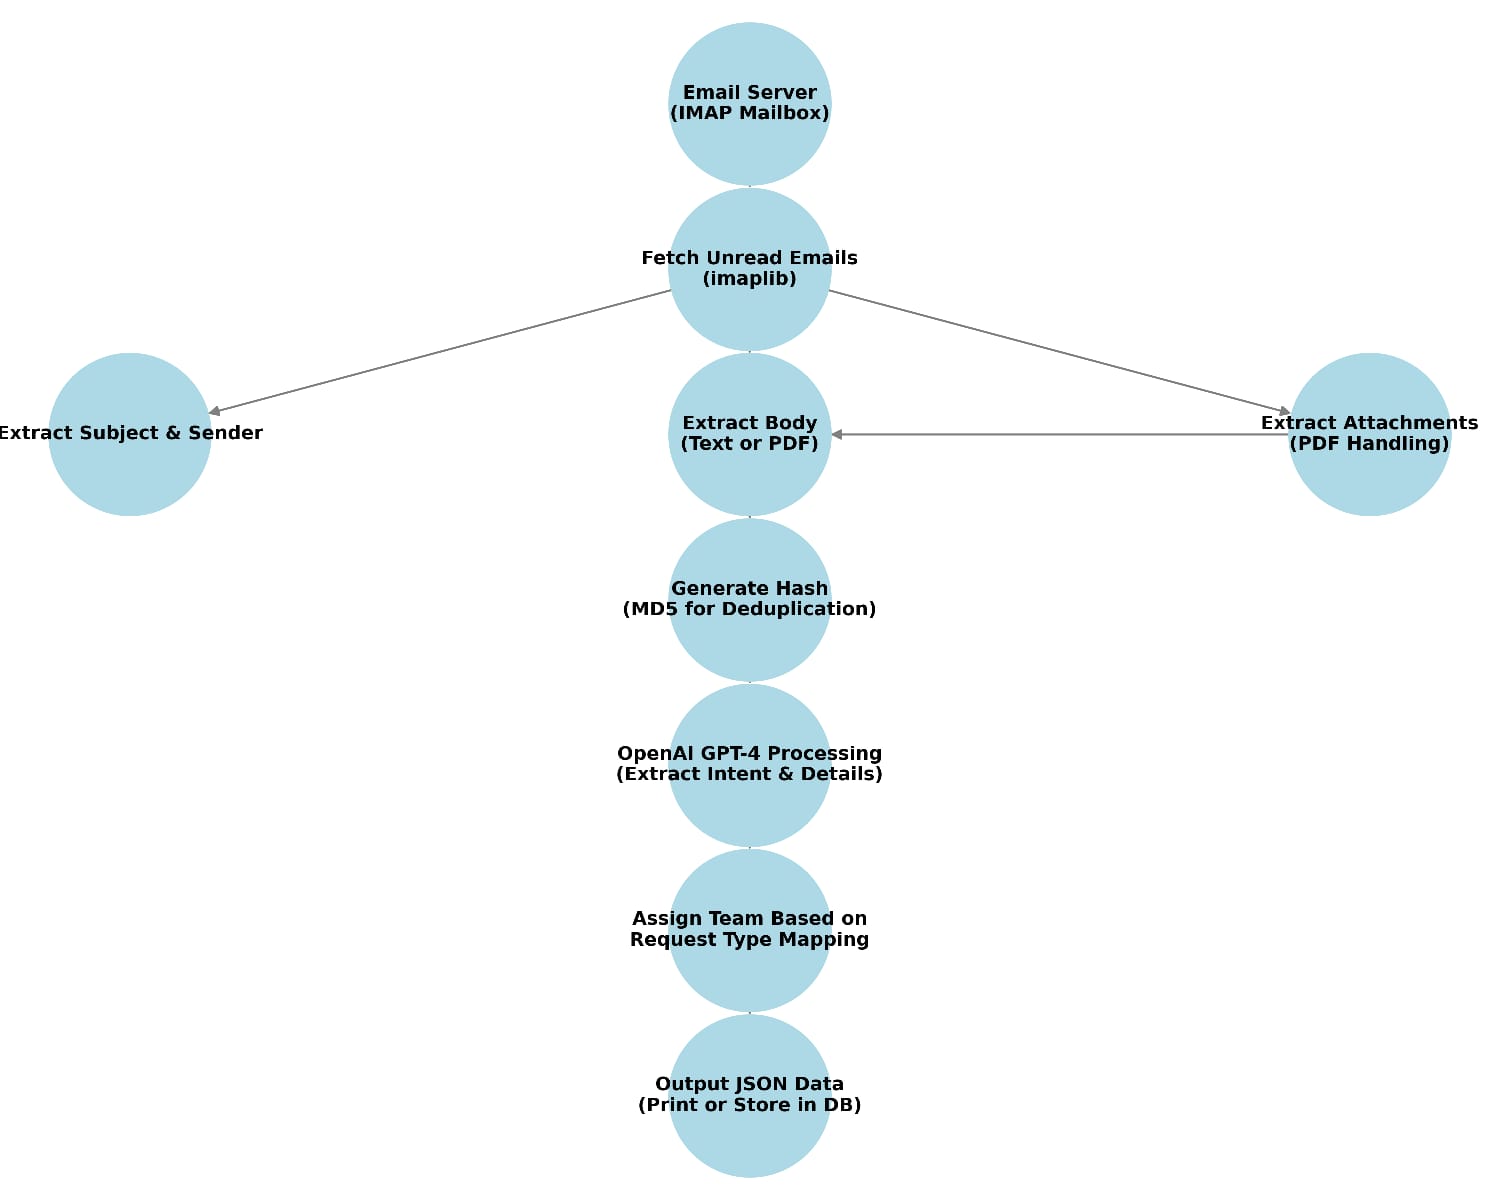 Email Server
(IMAP Mailbox)
Fetch Unread Emails
(imaplib)
Extract Subject & Sender
Extract Body
(Text or PDF)
Extract Attachments
(PDF Handling)
Generate Hash
(MD5 for Deduplication)
OpenAI GPT-4 Processing
(Extract Intent & Details)
Assign Team Based on
Request Type Mapping
Output JSON Data
(Print or Store in DB)